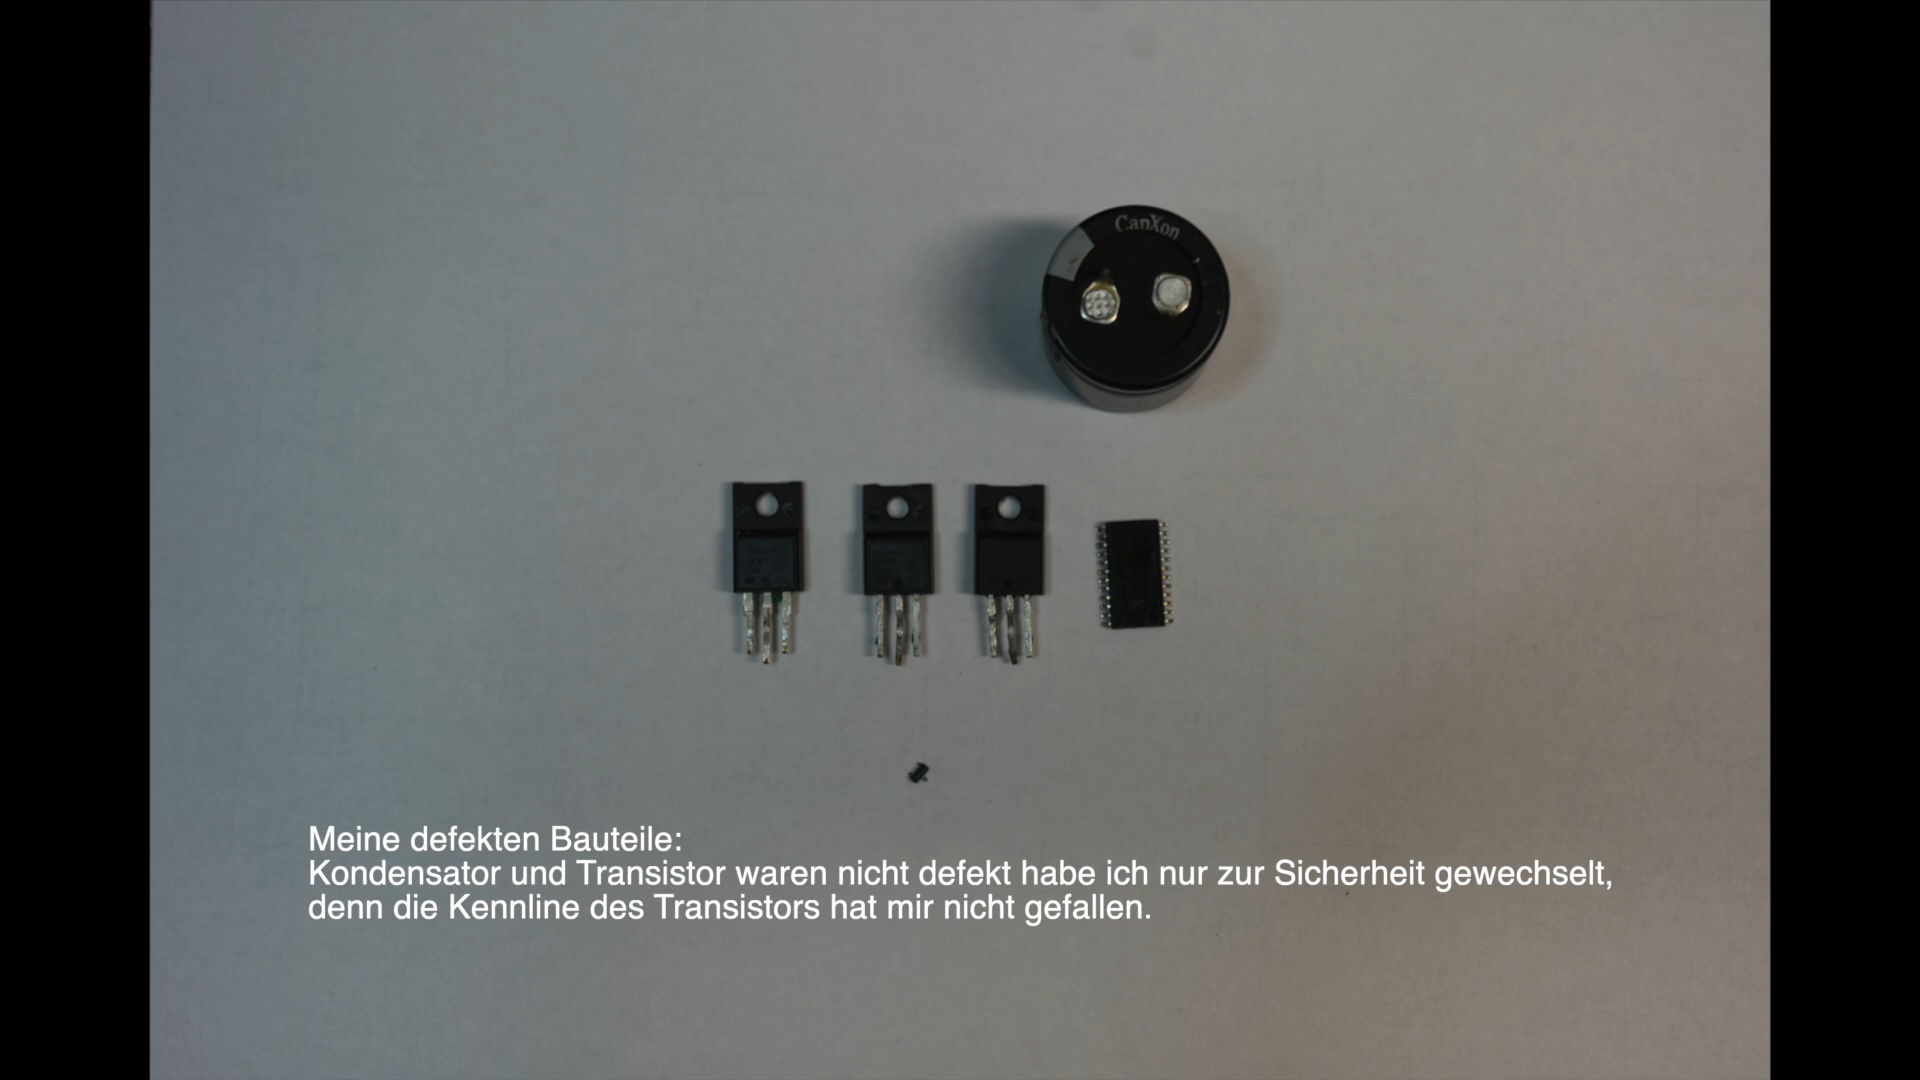 CapXon
Meine defekten Bauteile:
Kondensator und Transistor waren nicht defekt habe ich nur zur Sicherheit gewechselt,
denn die Kennline des Transistors hat mir nicht gefallen.